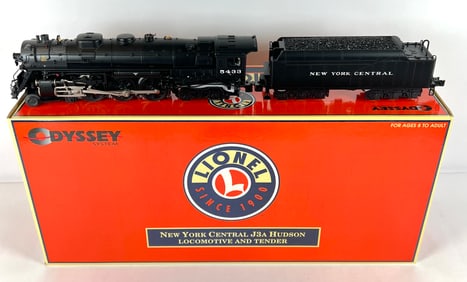 5433
NEW YORK CENTRAL
ODYSSEY
SYSTEM
FOR AGES 8 TO ADULT
LIONEL
L
SINCE 1900
NEW YORK CENTRAL J3A HUDSON
LOCOMOTIVE AND TENDER